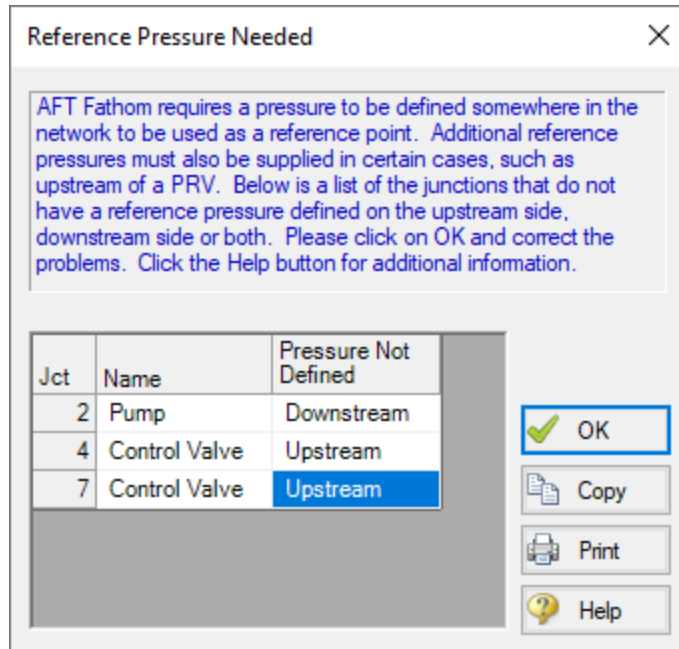 Reference Pressure Needed
AFT Fathom requires a pressure to be defined somewhere in the
network to be used as a reference point. Additional reference
pressures must also be supplied in certain cases, such as
upstream of a PRV. Below is a list of the junctions that do not
have a reference pressure defined on the upstream side,
downstream side or both. Please click on OK and correct the
problems. Click the Help button for additional information.
Jct Name Pressure Not
Defined
2 Pump Downstream
4 Control Valve Upstream
7 Control Valve Upstream
OK
Copy
Print
Help